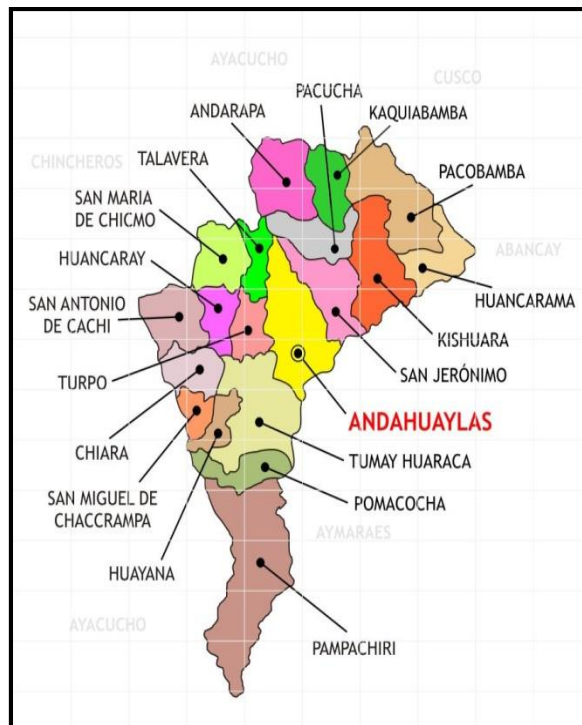 AYACUCHO
CUSCO
PACUCHA
ANDARAPA
KAQUIABAMBA
CHINCHEROS
TALAVERA
PACOBAMBA
SAN MARIA
DE CHICMO
ABANCAY
HUANCARAY
HUANCARAMA
SAN ANTONIO
DE CACHI
KISHUARA
TURPO
SAN JERÓNIMO
ANDAHUAYLAS
CHIARA
TUMAY HUARACA
SAN MIGUEL DE
CHACCRAMPA
POMACOCHA
AYMARAES
HUAYANA
AYACUCHO
PAMPACHIRI